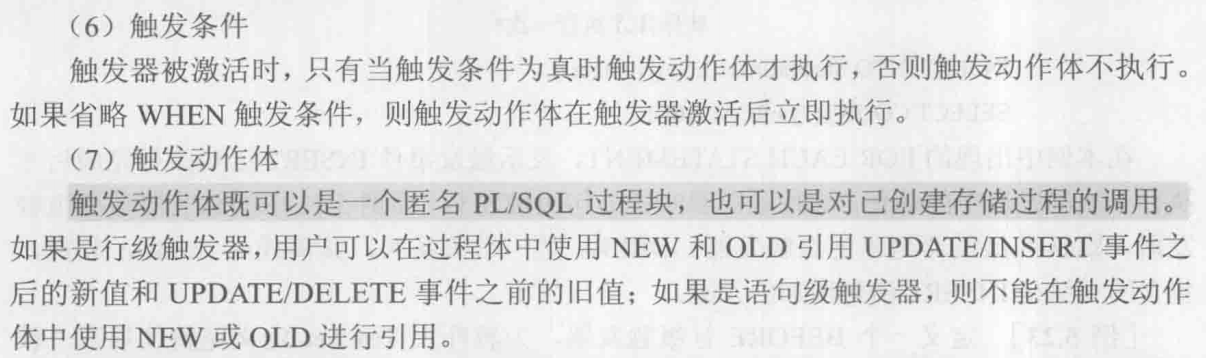 （6）触发条件
触发器被激活时，只有当触发条件为真时触发动作体才执行，否则触发动作体不执行。
如果省略 WHEN 触发条件，则触发动作体在触发器激活后立即执行。
（7）触发动作体
触发动作体既可以是一个匿名 PL/SQL 过程块，也可以是对已创建存储过程的调用。
如果是行级触发器，用户可以在过程体中使用 NEW 和 OLD 引用 UPDATE/INSERT 事件之
后的新值和 UPDATE/DELETE 事件之前的旧值；如果是语句级触发器，则不能在触发动作
体中使用 NEW 或 OLD 进行引用。